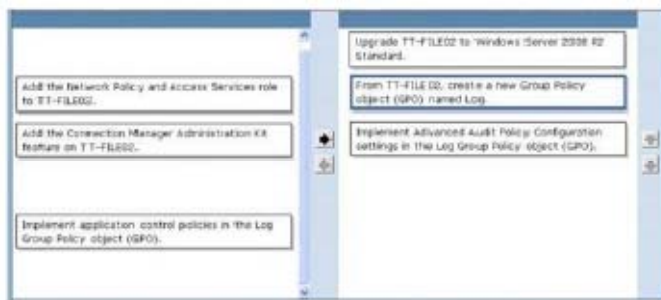 Add the Network Policy and Access Services role
to TT-FILE02.
Add the Connection Manager Administration Kit
feature on TT-FILE02.
Implement application control policies in the Log
Group Policy object (GPO).
Upgrade TT-FILE02 to Windows Server 2008 R2
Standard.
From TT-FILE02, create a new Group Policy
object (GPO) named Log.
Implement Advanced Audit Policy Configuration
settings in the Log Group Policy object (GPO).